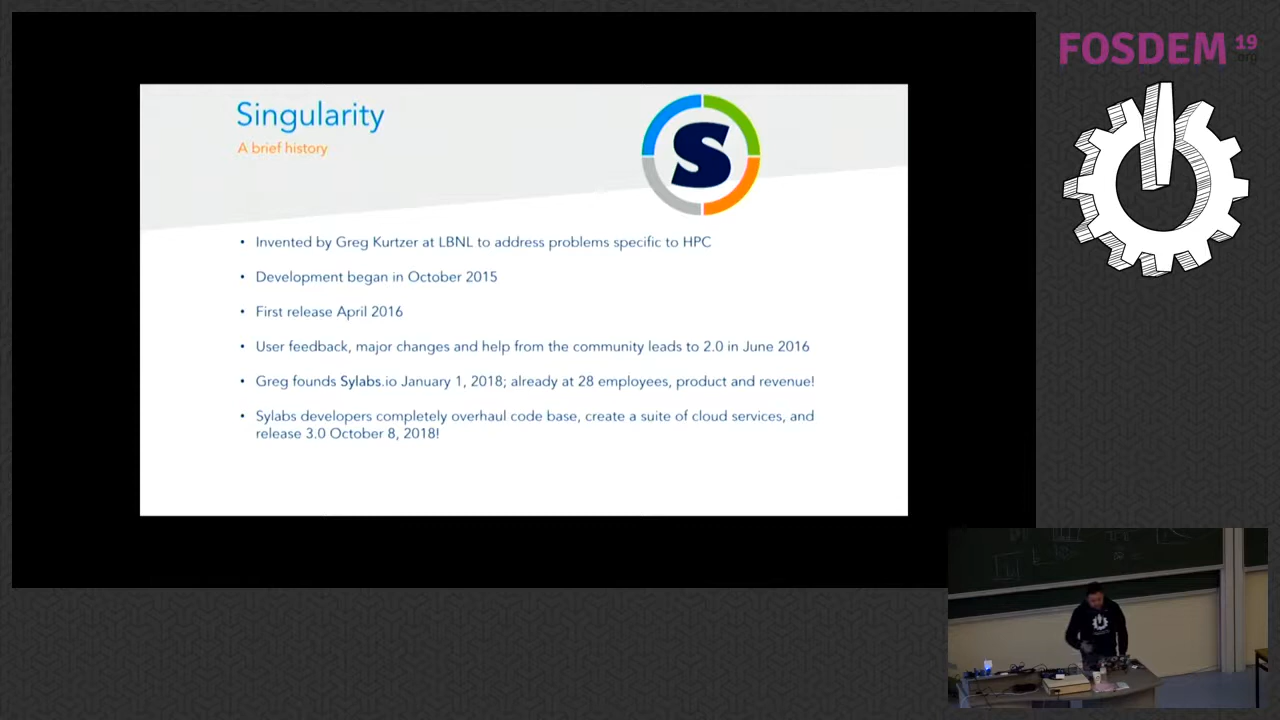 FOSDEM 19
.org
Singularity
A brief history
S
• Invented by Greg Kurtzer at LBNL to address problems specific to HPC
• Development began in October 2015
• First release April 2016
• User feedback, major changes and help from the community leads to 2.0 in June 2016
• Greg founds Sylabs.io January 1, 2018; already at 28 employees, product and revenue!
• Sylabs developers completely overhaul code base, create a suite of cloud services, and
release 3.0 October 8, 2018!